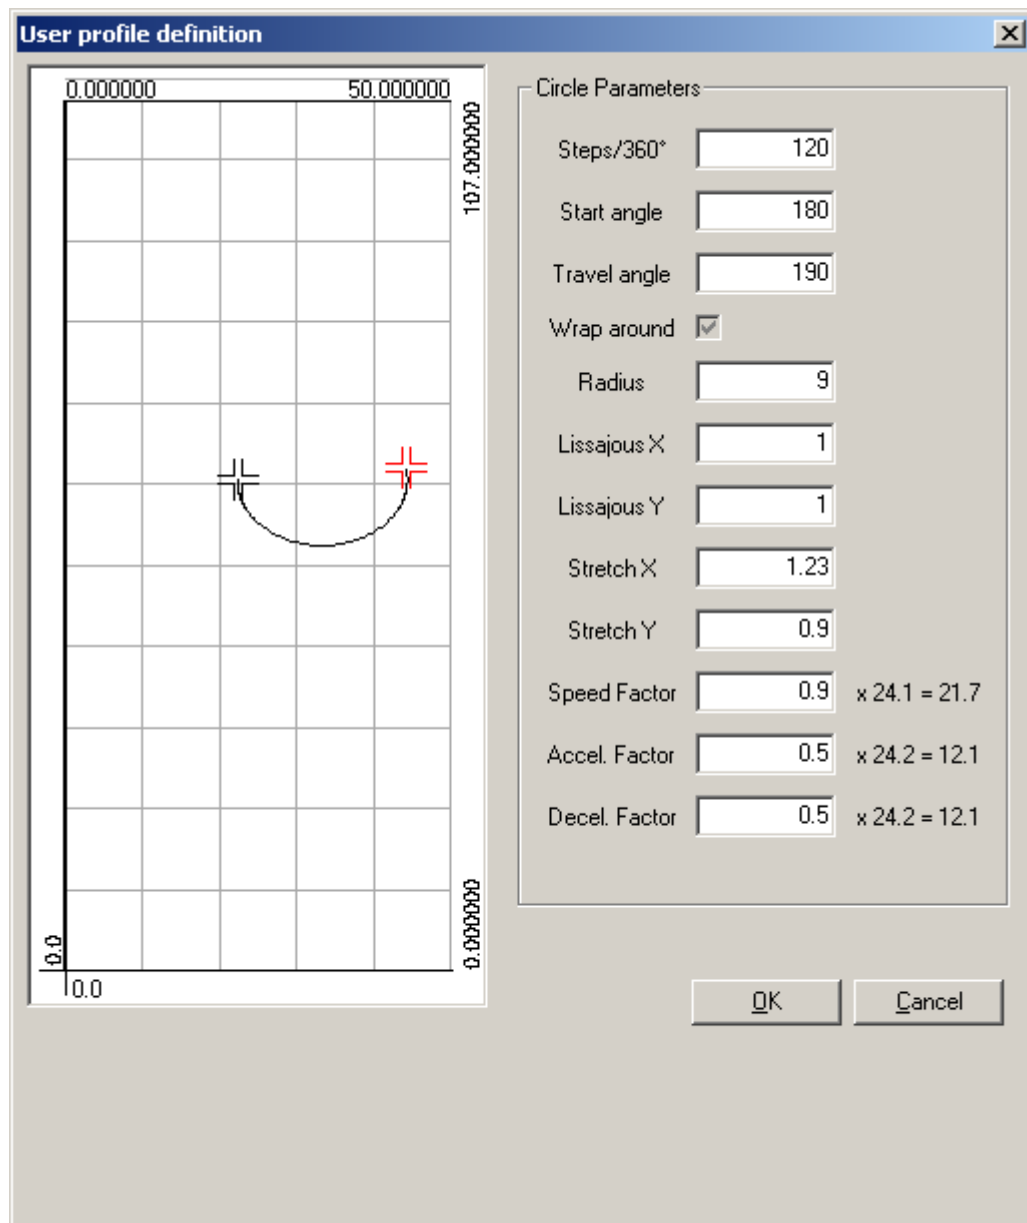 User profile definition
0.000000 50.000000
107.000000
0.000000
0.0
0.0
Circle Parameters
Steps/360° 120
Start angle 180
Travel angle 190
Wrap around
Radius 9
Lissajous X 1
Lissajous Y 1
Stretch X 1.23
Stretch Y 0.9
Speed Factor 0.9 x 24.1 = 21.7
Accel. Factor 0.5 x 24.2 = 12.1
Decel. Factor 0.5 x 24.2 = 12.1
OK Cancel